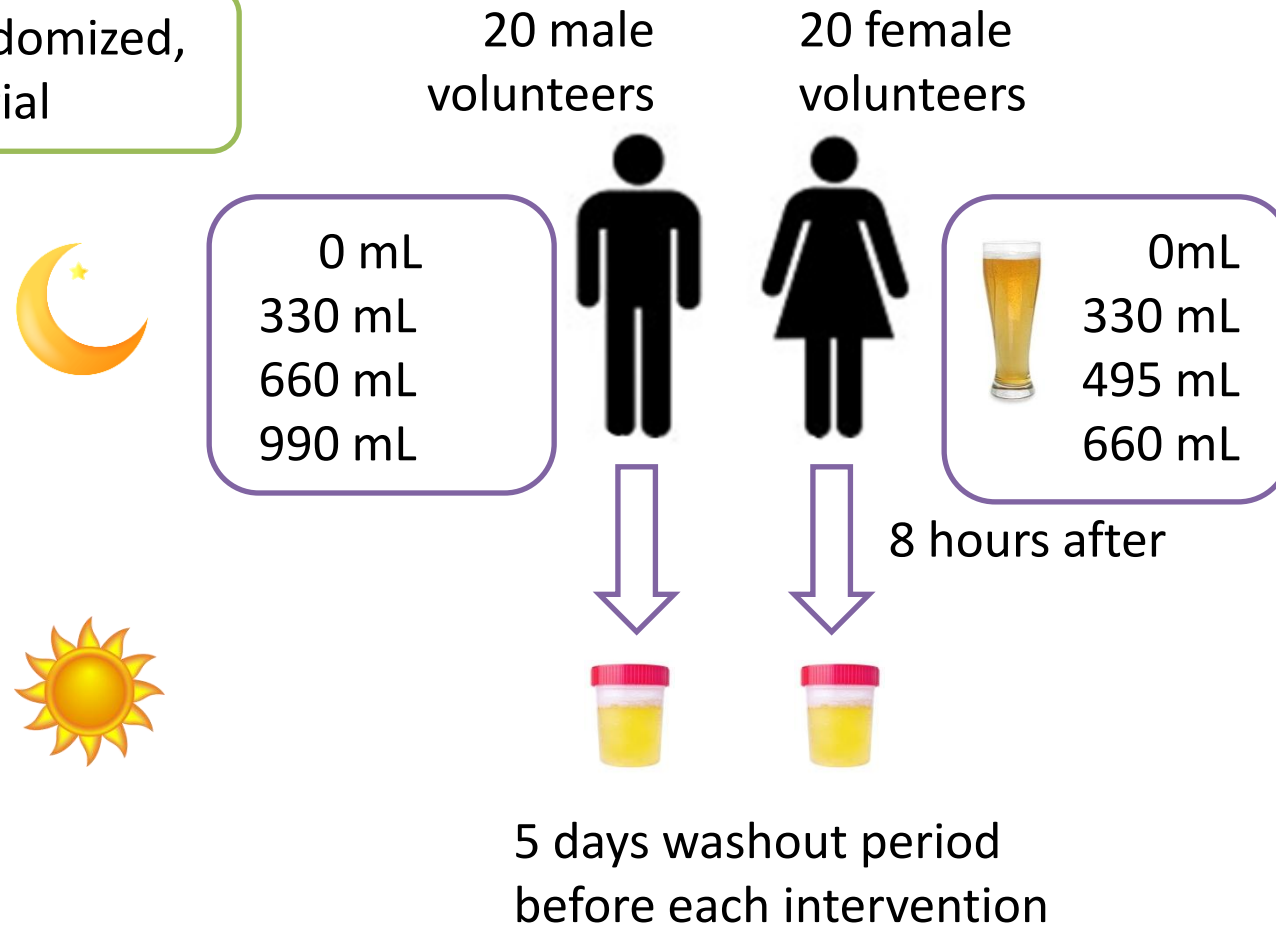 domized,
ial
20 male
volunteers
20 female
volunteers
0 mL
330 mL
660 mL
990 mL
0mL
330 mL
495 mL
660 mL
8 hours after
5 days washout period
before each intervention